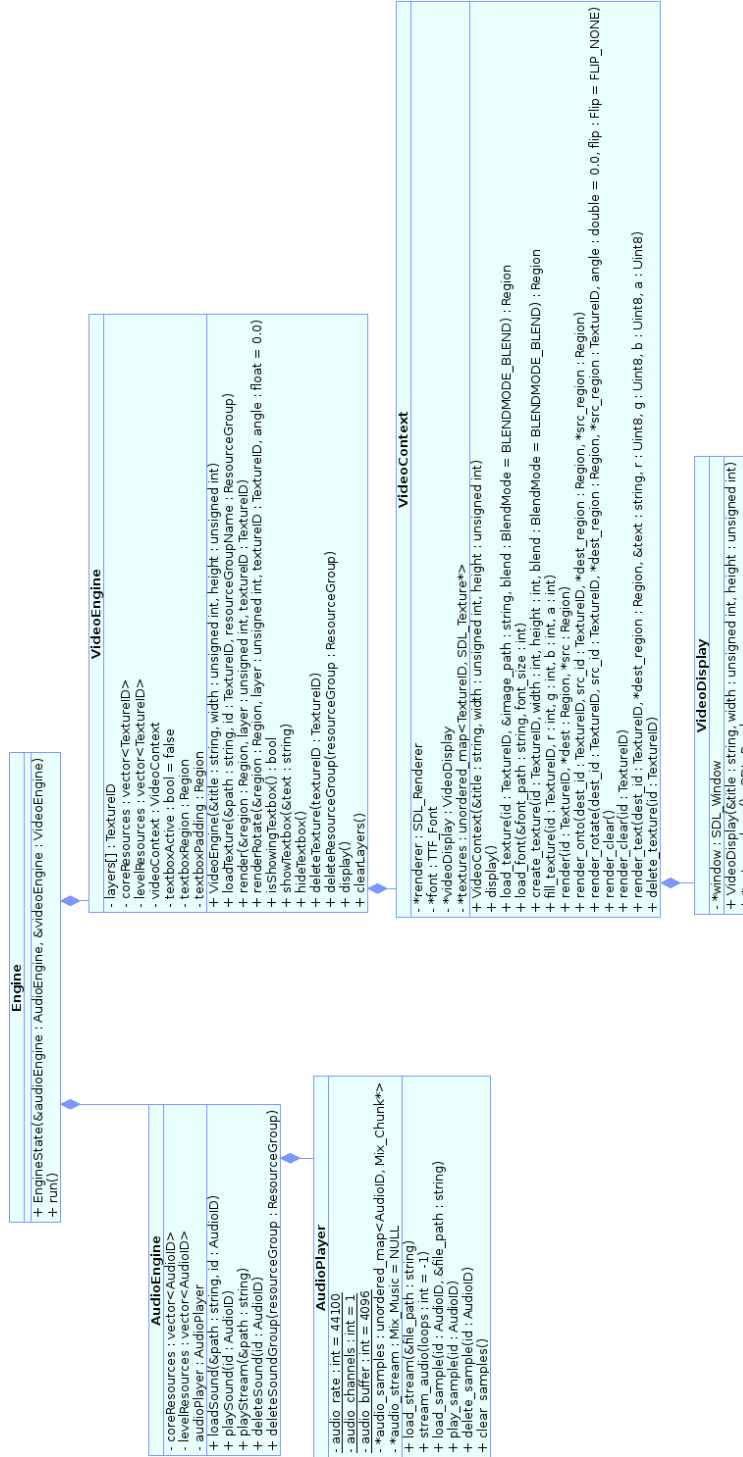 Engine
+ EngineState(&audioEngine : AudioEngine, &videoEngine : VideoEngine)
+ run()
AudioEngine
- coreResources : vector<AudioID>
- levelResources : vector<AudioID>
- audioPlayer : AudioPlayer
+ loadSound(&path : string, id : AudioID)
+ playSound(id : AudioID)
+ playStream(&path : string)
+ deleteSound(id : AudioID)
+ deleteSoundGroup(resourceGroup : ResourceGroup)
AudioPlayer
- audio_rate : int = 44100
- audio_channels : int = 1
- audio_buffer : int = 4096
- *audio_samples : unordered_map<AudioID, Mix_Chunk*>
- *audio_stream : Mix_Music = NULL
+ load_stream(&file_path : string)
+ stream_audio(loops : int = -1)
+ load_sample(id : AudioID, &file_path : string)
+ play_sample(id : AudioID)
+ delete_sample(id : AudioID)
+ clear_samples()
VideoEngine
- layers[] : TextureID
- coreResources : vector<TextureID>
- levelResources : vector<TextureID>
- videoContext : VideoContext
- textboxActive : bool = false
- textboxRegion : Region
- textboxPadding : Region
+ VideoEngine(&title : string, width : unsigned int, height : unsigned int)
+ loadTexture(&path : string, id : TextureID, resourceGroupName : ResourceGroup)
+ render(&region : Region, layer : unsigned int, textureID : TextureID)
+ renderRotate(&region : Region, layer : unsigned int, textureID : TextureID, angle : float = 0.0)
+ isShowingTextbox() : bool
+ showTextbox(&text : string)
+ hideTextbox()
+ deleteTexture(textureID : TextureID)
+ deleteResourceGroup(resourceGroup : ResourceGroup)
+ display()
+ clearLayers()
VideoContext
- *renderer : SDL_Renderer
- *font : TTF_Font
- *videoDisplay : VideoDisplay
- *textures : unordered_map<TextureID, SDL_Texture*>
+ VideoContext(&title : string, width : unsigned int, height : unsigned int)
+ display()
+ load_texture(id : TextureID, &image_path : string, blend : BlendMode = BLENDMODE_BLEND) : Region
+ load_font(&font_path : string, font_size : int)
+ create_texture(id : TextureID, width : int, height : int, blend : BlendMode = BLENDMODE_BLEND) : Region
+ fill_texture(id : TextureID, r : int, g : int, b : int, a : int)
+ render(id : TextureID, *dest : Region, *src : Region)
+ render_onto(dest_id : TextureID, src_id : TextureID, *dest_region : Region, *src_region : Region)
+ render_rotate(dest_id : TextureID, src_id : TextureID, *dest_region : Region, *src_region : TextureID, angle : double = 0.0, flip : Flip = FLIP_NONE)
+ render_clear()
+ render_clear(id : TextureID)
+ render_text(dest_id : TextureID, *dest_region : Region, &text : string, r : Uint8, g : Uint8, b : Uint8, a : Uint8)
+ delete_texture(id : TextureID)
VideoDisplay
- *window : SDL_Window
+ VideoDisplay(&title : string, width : unsigned int, height : unsigned int)